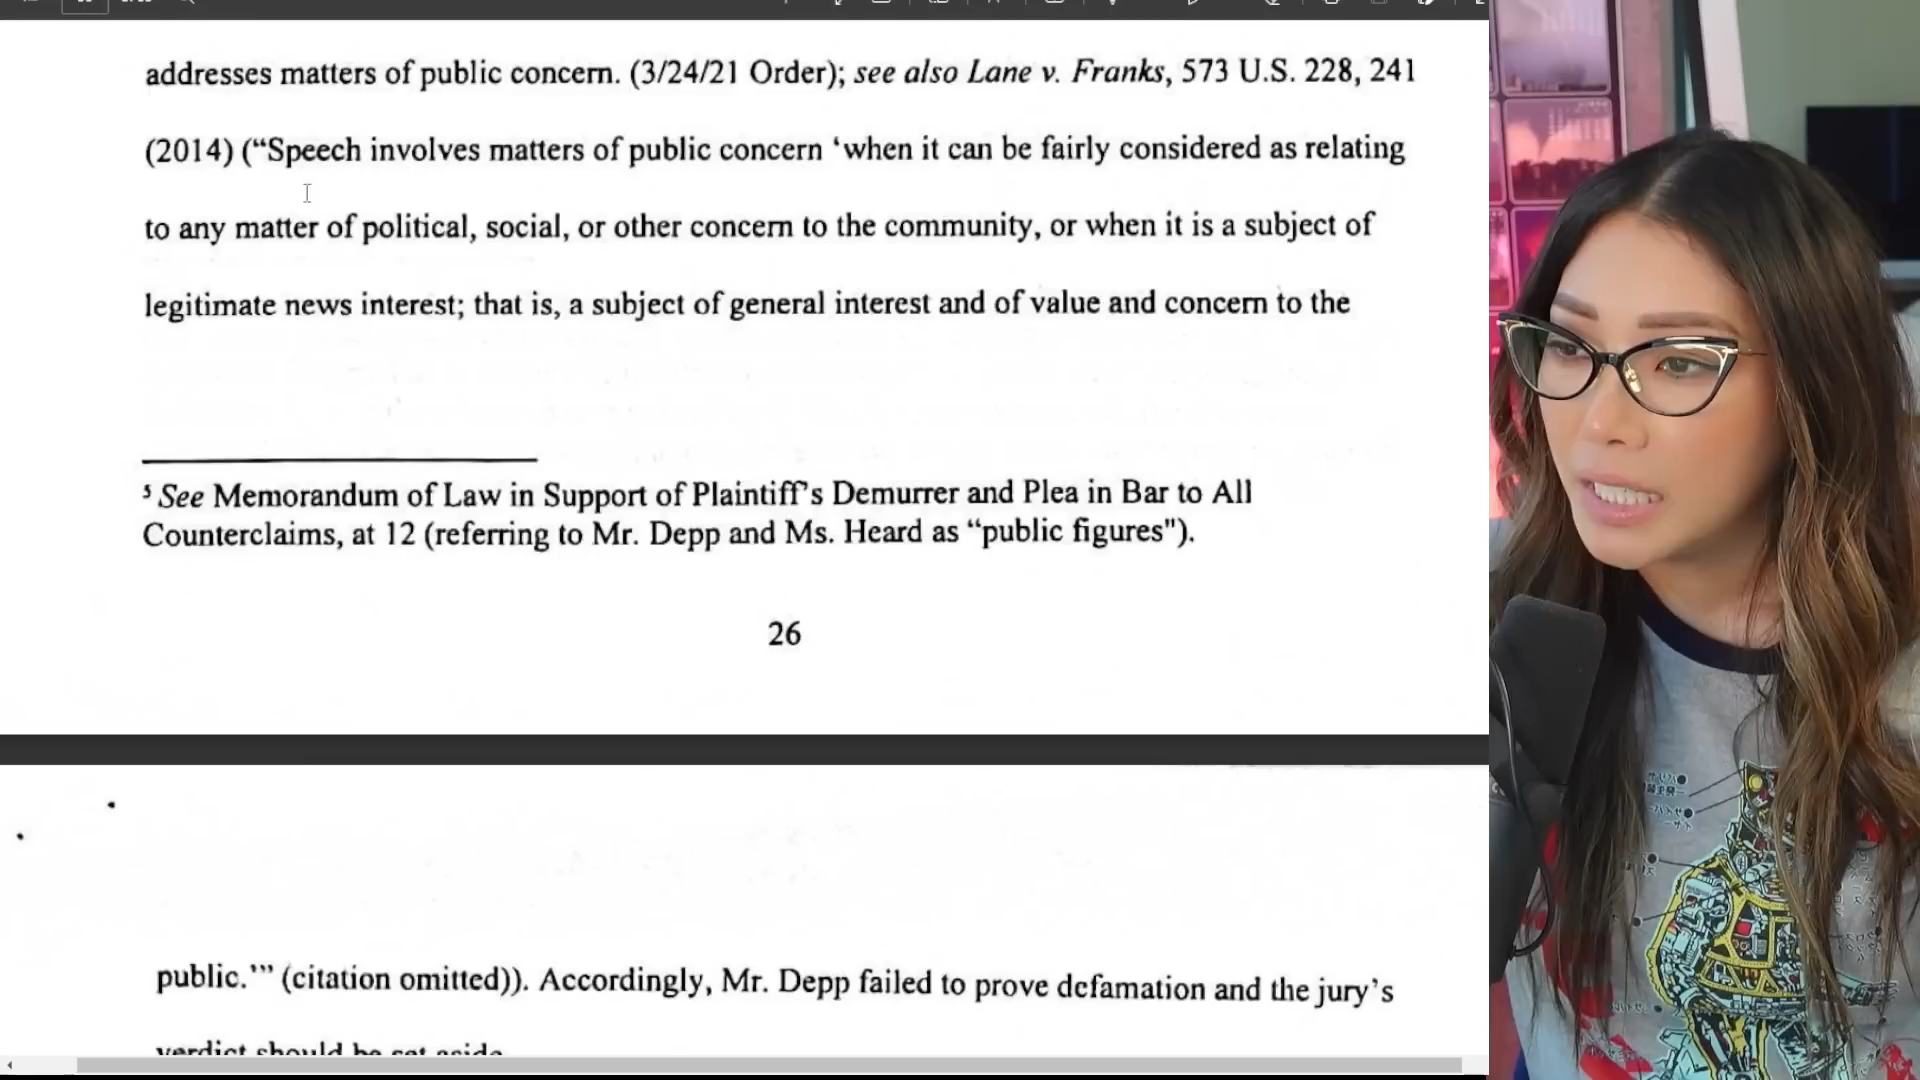 addresses matters of public concern. (3/24/21 Order); see also Lane v. Franks, 573 U.S. 228, 241
(2014) (“Speech involves matters of public concern ‘when it can be fairly considered as relating
to any matter of political, social, or other concern to the community, or when it is a subject of
legitimate news interest; that is, a subject of general interest and of value and concern to the
⁵ See Memorandum of Law in Support of Plaintiff's Demurrer and Plea in Bar to All
Counterclaims, at 12 (referring to Mr. Depp and Ms. Heard as “public figures").
26
public.’” (citation omitted)). Accordingly, Mr. Depp failed to prove defamation and the jury’s
verdict should be set aside.